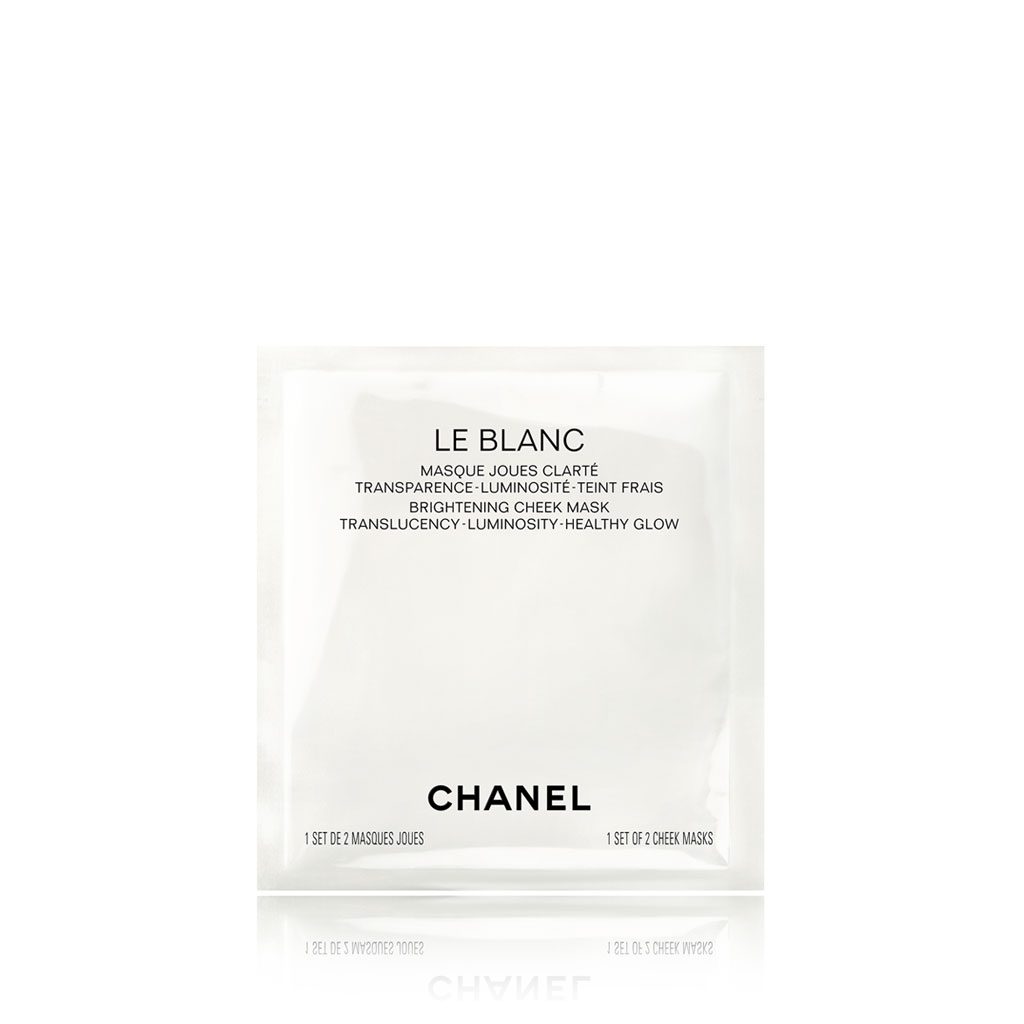 LE BLANC
MASQUE JOUES CLARTÉ
TRANSPARENCE-LUMINOSITÉ-TEINT FRAIS
BRIGHTENING CHEEK MASK
TRANSLUCENCY-LUMINOSITY-HEALTHY GLOW
CHANEL
1 SET DE 2 MASQUES JOUES
1 SET OF 2 CHEEK MASKS